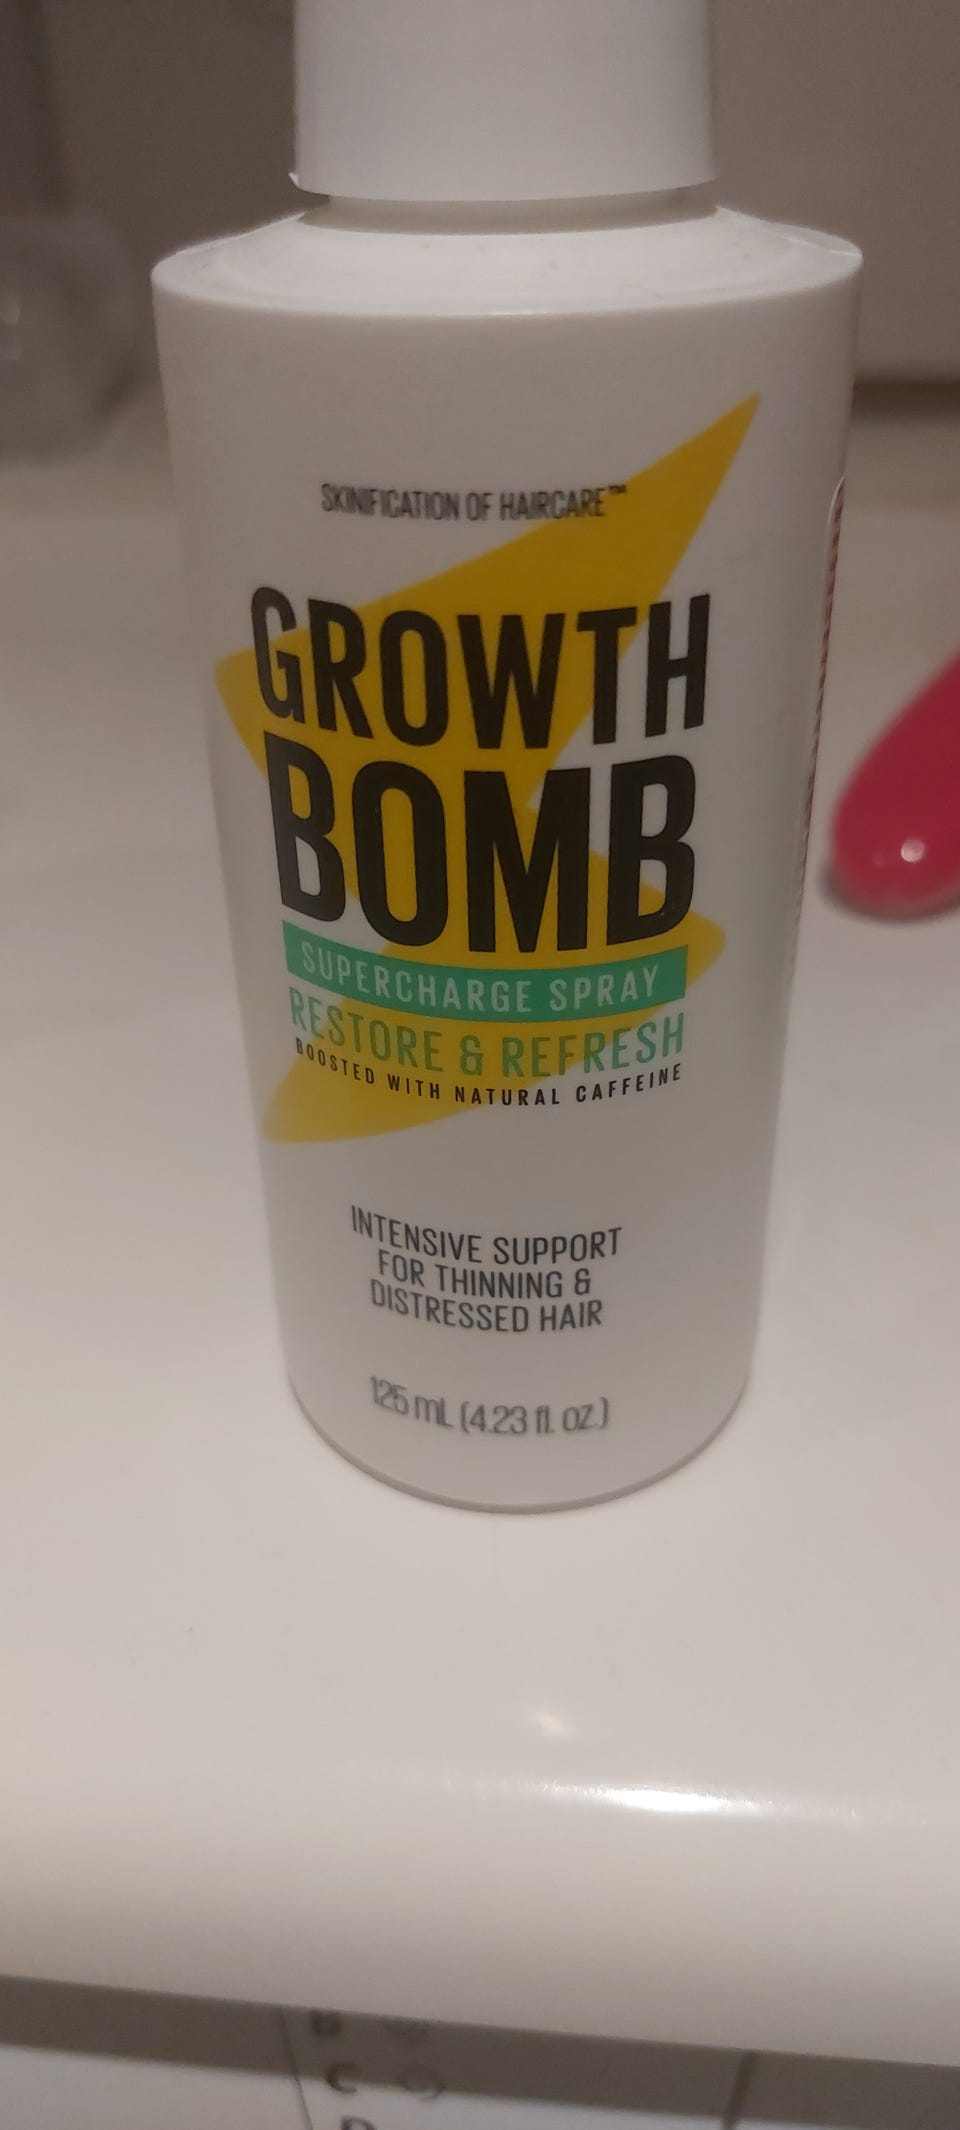 SKINIFICATION OF HAIRCARE™
GROWTH
BOMB
SUPERCHARGE SPRAY
RESTORE & REFRESH
BOOSTED WITH NATURAL CAFFEINE
INTENSIVE SUPPORT
FOR THINNING &
DISTRESSED HAIR
125 mL (4.23 fl. oz.)